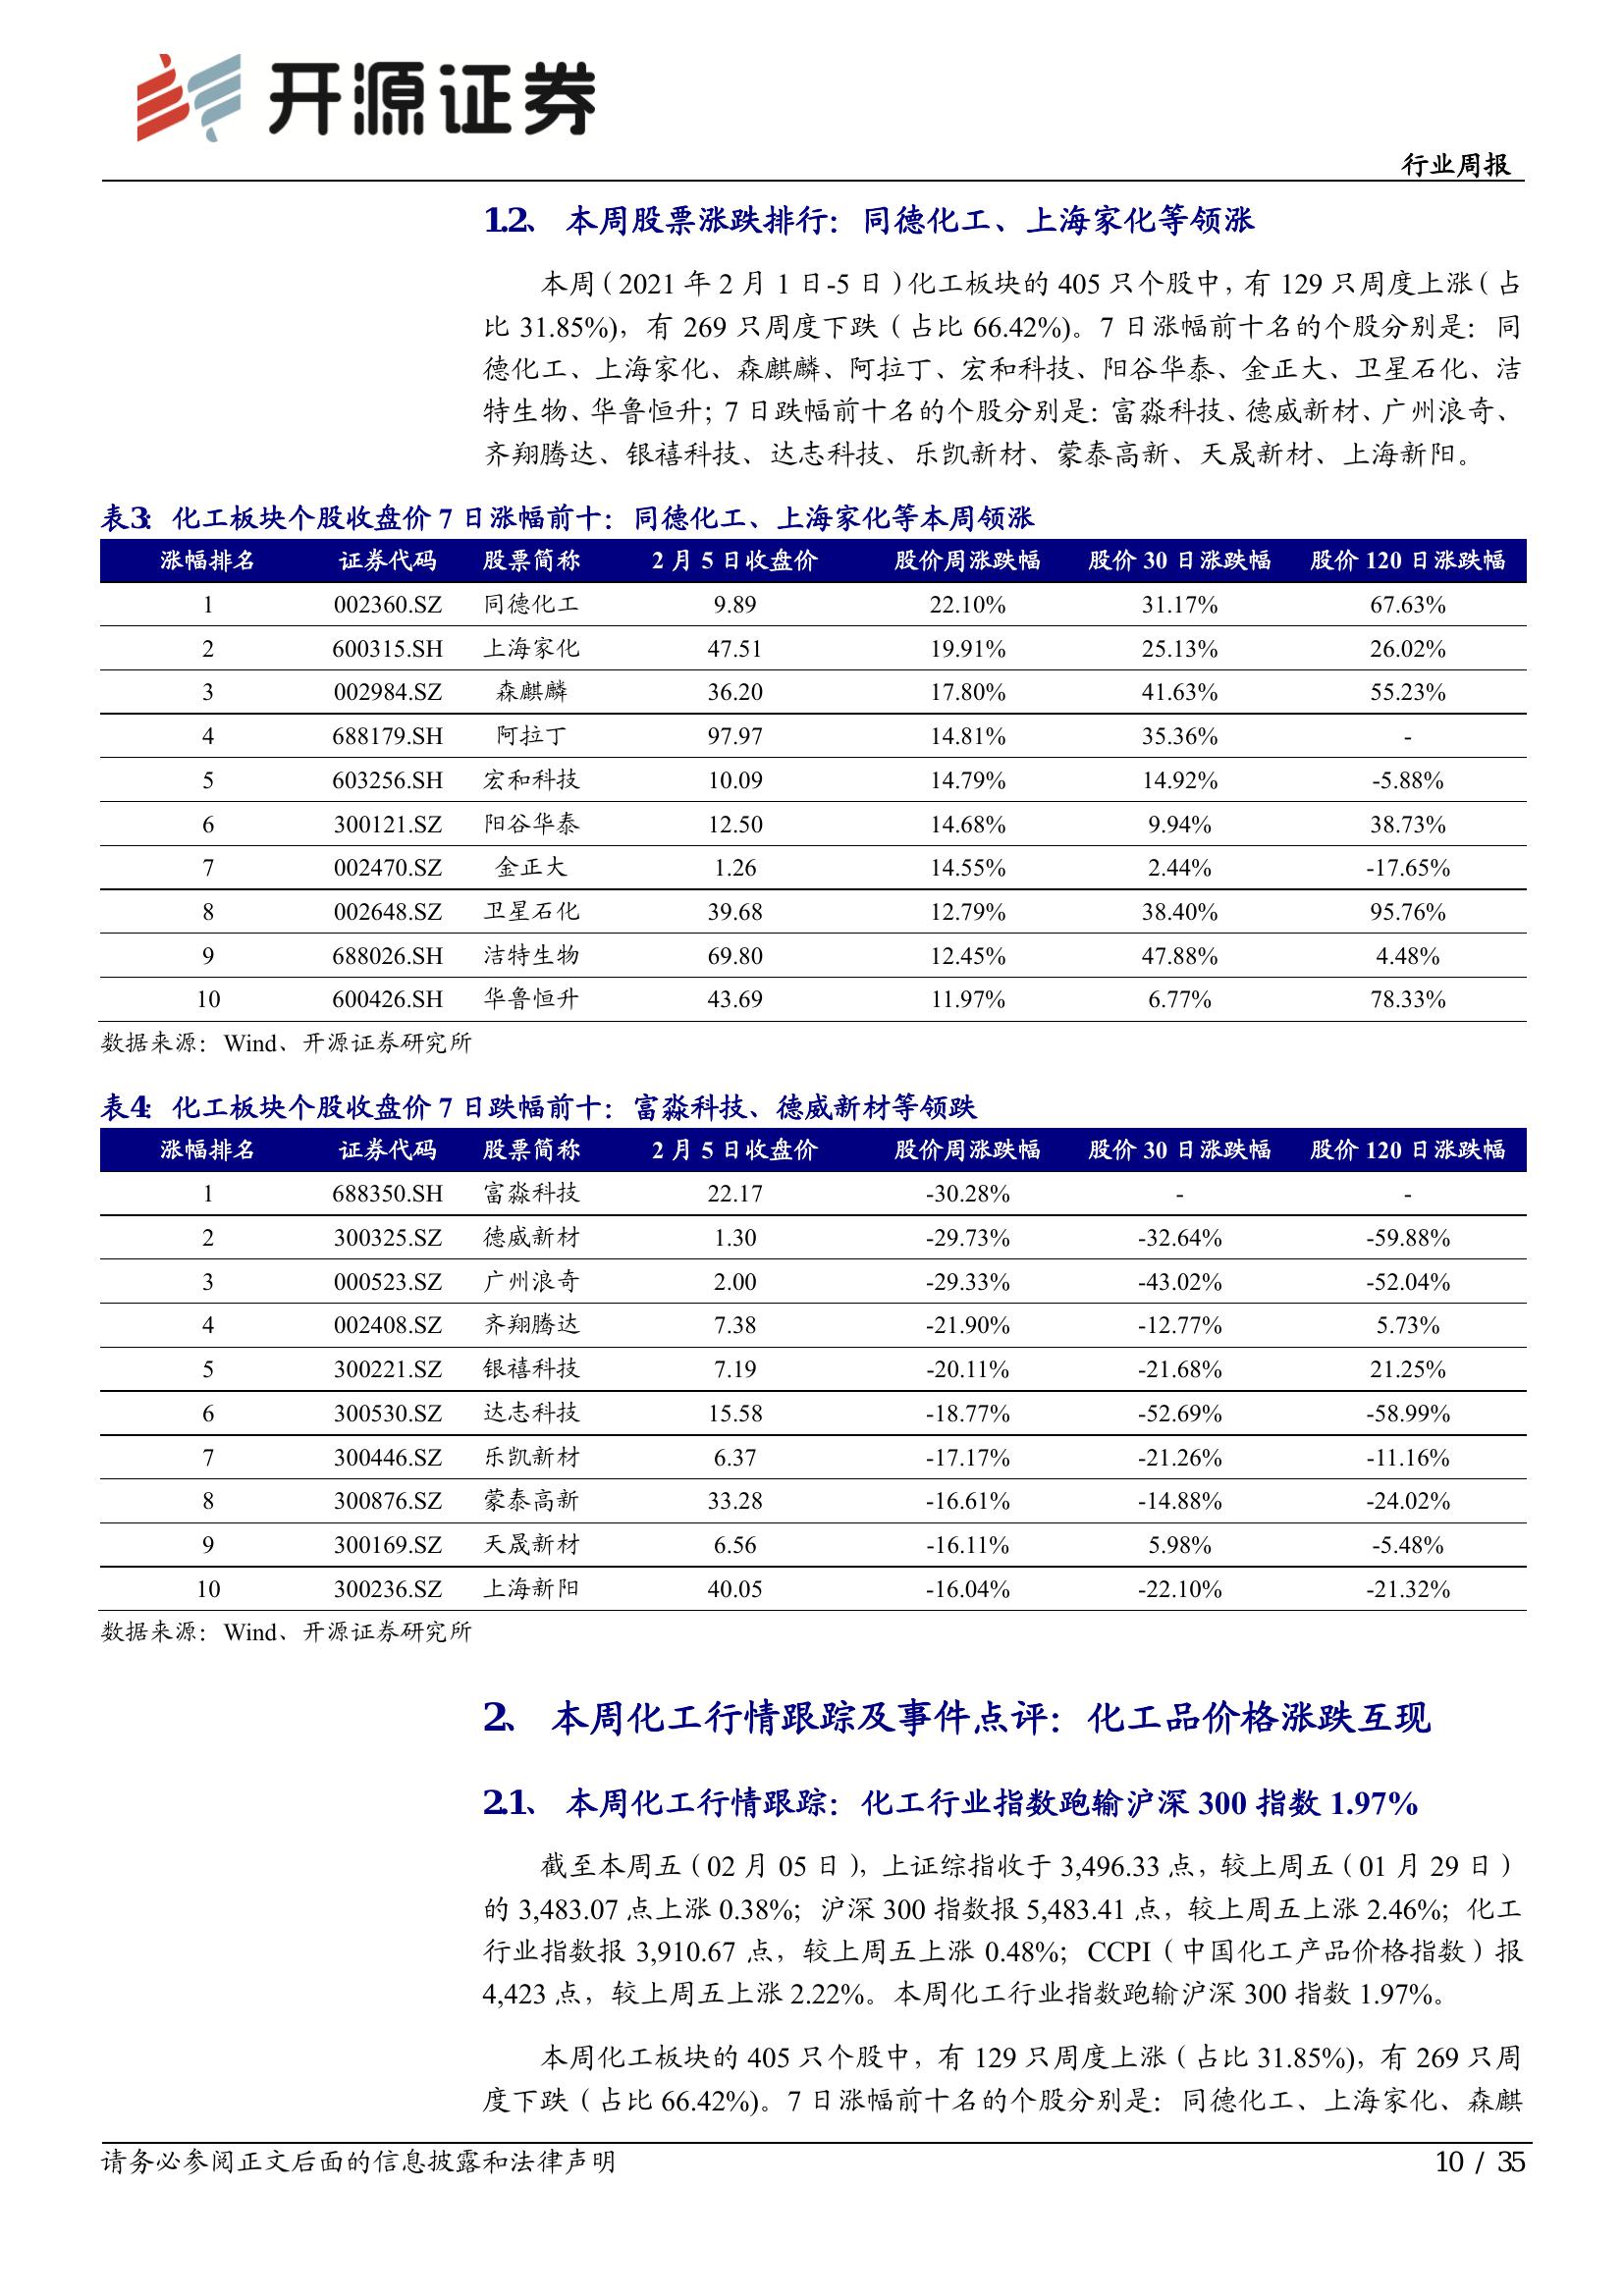 开源证券
行业周报
1.2、 本周股票涨跌排行：同德化工、上海家化等领涨
本周（2021 年 2 月 1 日-5 日）化工板块的 405 只个股中，有 129 只周度上涨（占
比 31.85%)，有 269 只周度下跌（占比 66.42%)。7 日涨幅前十名的个股分别是：同
德化工、上海家化、森麒麟、阿拉丁、宏和科技、阳谷华泰、金正大、卫星石化、洁
特生物、华鲁恒升；7 日跌幅前十名的个股分别是：富淼科技、德威新材、广州浪奇、
齐翔腾达、银禧科技、达志科技、乐凯新材、蒙泰高新、天晟新材、上海新阳。
表3： 化工板块个股收盘价 7 日涨幅前十：同德化工、上海家化等本周领涨
涨幅排名 证券代码 股票简称 2 月 5 日收盘价 股价周涨跌幅 股价 30 日涨跌幅 股价 120 日涨跌幅
1 002360.SZ 同德化工 9.89 22.10% 31.17% 67.63%
2 600315.SH 上海家化 47.51 19.91% 25.13% 26.02%
3 002984.SZ 森麒麟 36.20 17.80% 41.63% 55.23%
4 688179.SH 阿拉丁 97.97 14.81% 35.36% -
5 603256.SH 宏和科技 10.09 14.79% 14.92% -5.88%
6 300121.SZ 阳谷华泰 12.50 14.68% 9.94% 38.73%
7 002470.SZ 金正大 1.26 14.55% 2.44% -17.65%
8 002648.SZ 卫星石化 39.68 12.79% 38.40% 95.76%
9 688026.SH 洁特生物 69.80 12.45% 47.88% 4.48%
10 600426.SH 华鲁恒升 43.69 11.97% 6.77% 78.33%
数据来源：Wind、开源证券研究所
表4： 化工板块个股收盘价 7 日跌幅前十：富淼科技、德威新材等领跌
涨幅排名 证券代码 股票简称 2 月 5 日收盘价 股价周涨跌幅 股价 30 日涨跌幅 股价 120 日涨跌幅
1 688350.SH 富淼科技 22.17 -30.28% - -
2 300325.SZ 德威新材 1.30 -29.73% -32.64% -59.88%
3 000523.SZ 广州浪奇 2.00 -29.33% -43.02% -52.04%
4 002408.SZ 齐翔腾达 7.38 -21.90% -12.77% 5.73%
5 300221.SZ 银禧科技 7.19 -20.11% -21.68% 21.25%
6 300530.SZ 达志科技 15.58 -18.77% -52.69% -58.99%
7 300446.SZ 乐凯新材 6.37 -17.17% -21.26% -11.16%
8 300876.SZ 蒙泰高新 33.28 -16.61% -14.88% -24.02%
9 300169.SZ 天晟新材 6.56 -16.11% 5.98% -5.48%
10 300236.SZ 上海新阳 40.05 -16.04% -22.10% -21.32%
数据来源：Wind、开源证券研究所
2、 本周化工行情跟踪及事件点评：化工品价格涨跌互现
2.1、 本周化工行情跟踪：化工行业指数跑输沪深 300 指数 1.97%
截至本周五（02 月 05 日），上证综指收于 3,496.33 点，较上周五（01 月 29 日）
的 3,483.07 点上涨 0.38%；沪深 300 指数报 5,483.41 点，较上周五上涨 2.46%；化工
行业指数报 3,910.67 点，较上周五上涨 0.48%；CCPI（中国化工产品价格指数）报
4,423 点，较上周五上涨 2.22%。本周化工行业指数跑输沪深 300 指数 1.97%。
本周化工板块的 405 只个股中，有 129 只周度上涨（占比 31.85%)，有 269 只周
度下跌（占比 66.42%)。7 日涨幅前十名的个股分别是：同德化工、上海家化、森麒
请务必参阅正文后面的信息披露和法律声明
10 / 35